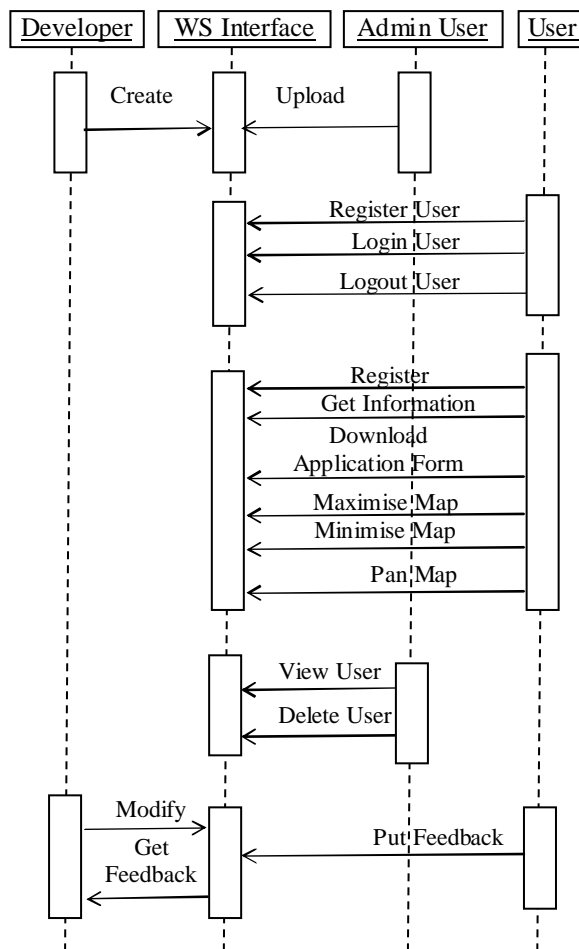 Developer
WS Interface
Admin User
User
Create
Upload
Register User
Login User
Logout User
Register
Get Information
Download
Application Form
Maximise Map
Minimise Map
Pan Map
View User
Delete User
Modify
Put Feedback
Get
Feedback